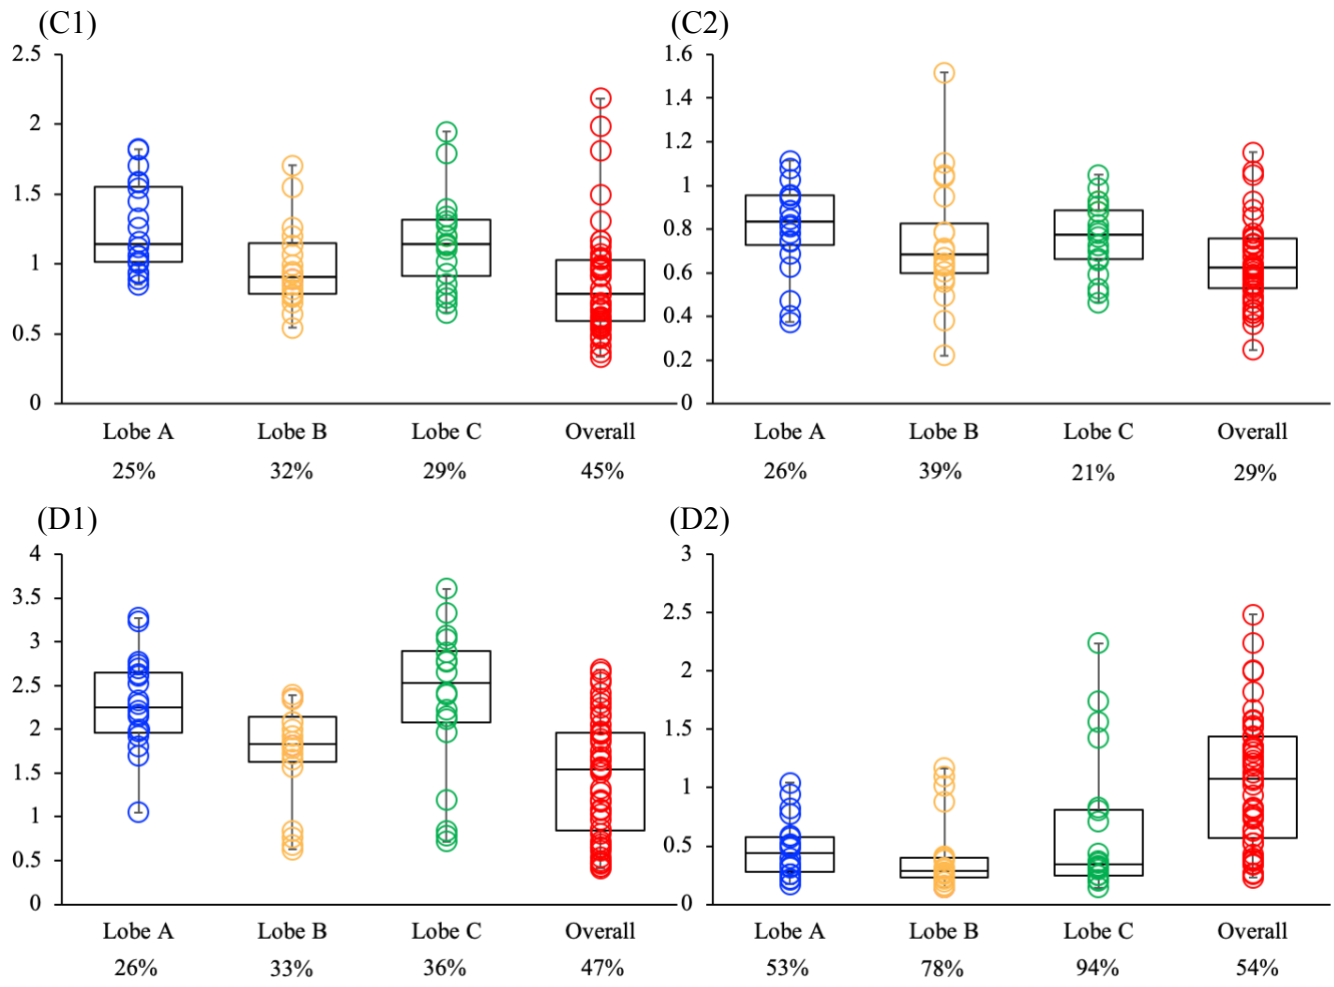 (C1)
2.5
2
1.5
1
0.5
0
Lobe A Lobe B Lobe C Overall
25% 32% 29% 45%
(C2)
1.6
1.4
1.2
1
0.8
0.6
0.4
0.2
0
Lobe A Lobe B Lobe C Overall
26% 39% 21% 29%
(D1)
4
3.5
3
2.5
2
1.5
1
0.5
0
Lobe A Lobe B Lobe C Overall
26% 33% 36% 47%
(D2)
3
2.5
2
1.5
1
0.5
0
Lobe A Lobe B Lobe C Overall
53% 78% 94% 54%